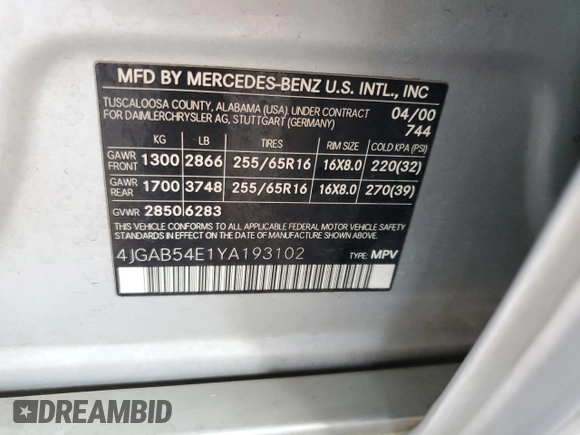 MFD BY MERCEDES-BENZ U.S. INTL., INC
TUSCALOOSA COUNTY, ALABAMA (USA). UNDER CONTRACT
FOR DAIMLERCHRYSLER AG, STUTTGART (GERMANY)
04/00
744
KG LB TIRES RIM SIZE COLD KPA (PSI)
GAWR FRONT 1300 2866 255/65R16 16X8.0 220(32)
GAWR REAR 1700 3748 255/65R16 16X8.0 270(39)
GVWR 2850 6283
THIS VEHICLE CONFORMS TO ALL APPLICABLE FEDERAL MOTOR VEHICLE SAFETY
STANDARDS IN EFFECT ON THE DATE OF MANUFACTURE SHOWN ABOVE.
4JGAB54E1YA193102 TYPE: MPV
DREAMBID